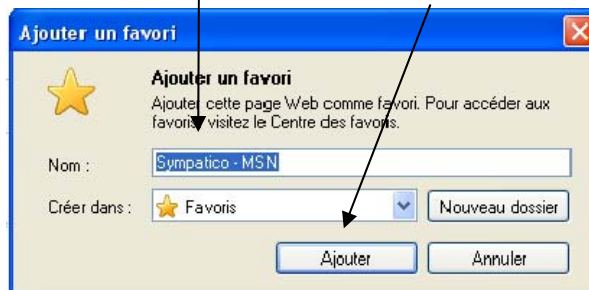 Ajouter un favori
Ajouter un favori
Ajouter cette page Web comme favori. Pour accéder aux
favoris, visitez le Centre des favoris.
Nom :
Sympatico - MSN
Créer dans :
Favoris
Nouveau dossier
Ajouter
Annuler